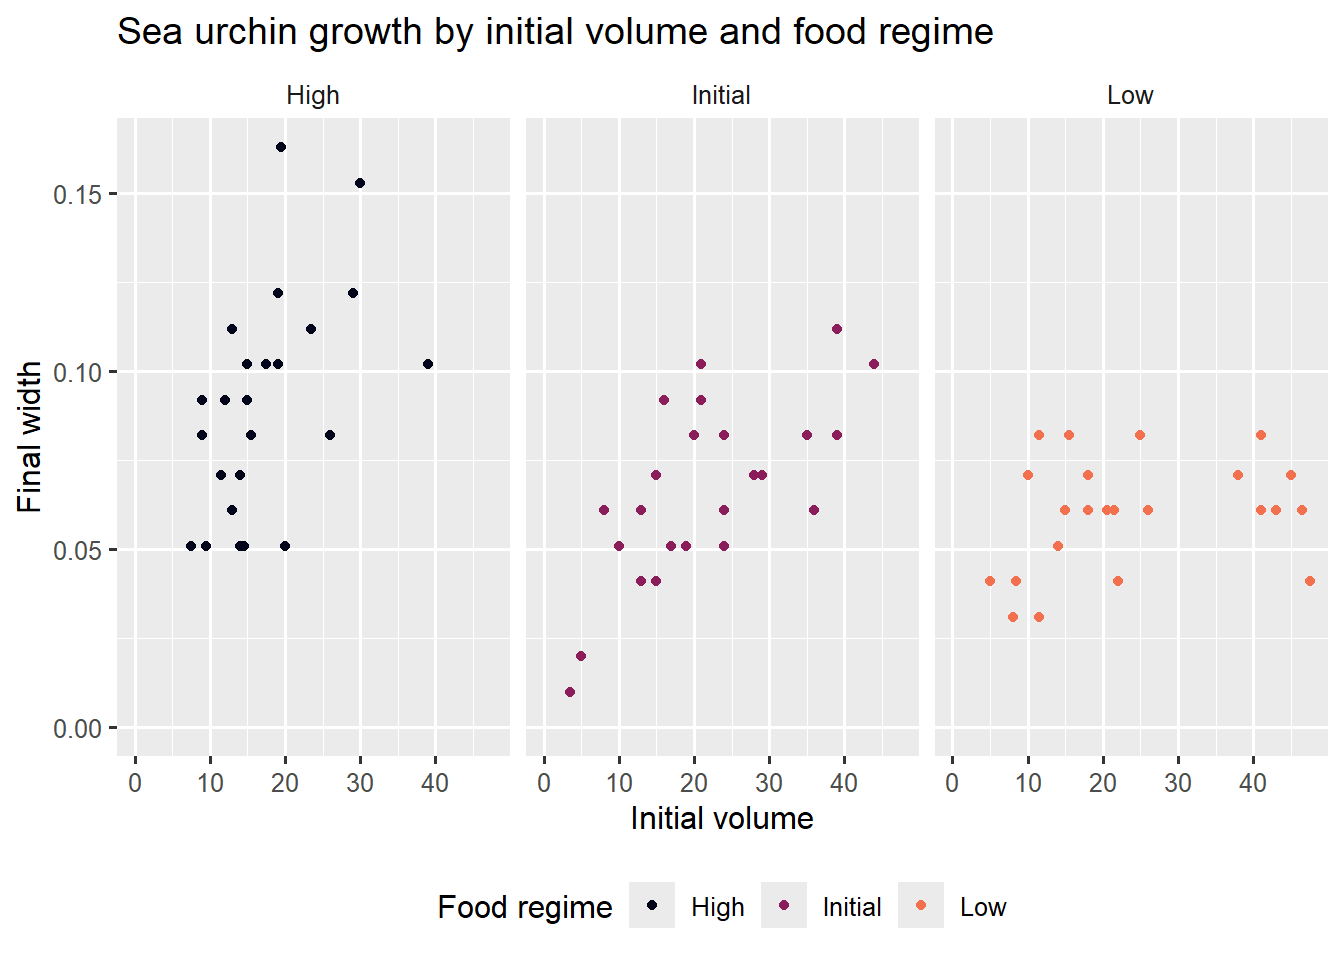 Sea urchin growth by initial volume and food regime
High Initial Low
0.15
0.10
0.05
0.00
Final width
0 10 20 30 40 0 10 20 30 40 0 10 20 30 40
Initial volume
Food regime High Initial Low